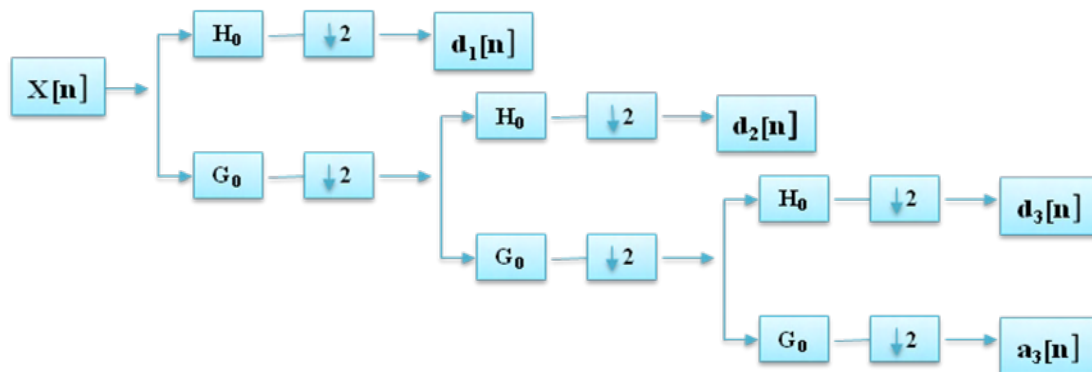 H₀ ↓2 d₁[n]
X[n]
G₀ ↓2 H₀ ↓2 d₂[n]
G₀ ↓2 H₀ ↓2 d₃[n]
G₀ ↓2 a₃[n]